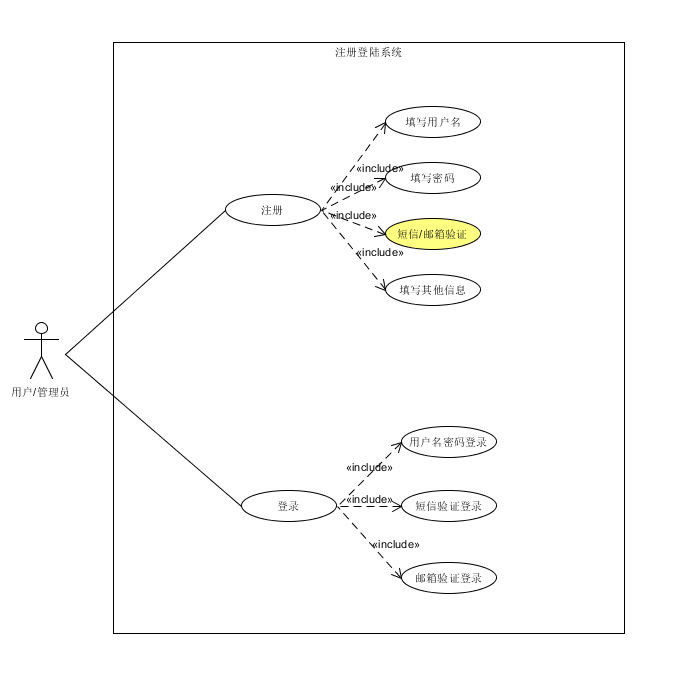 注册登陆系统
填写用户名
«include»
填写密码
«include»
注册
«include»
短信/邮箱验证
«include»
填写其他信息
用户/管理员
用户名密码登录
«include»
«include»
登录
短信验证登录
«include»
邮箱验证登录